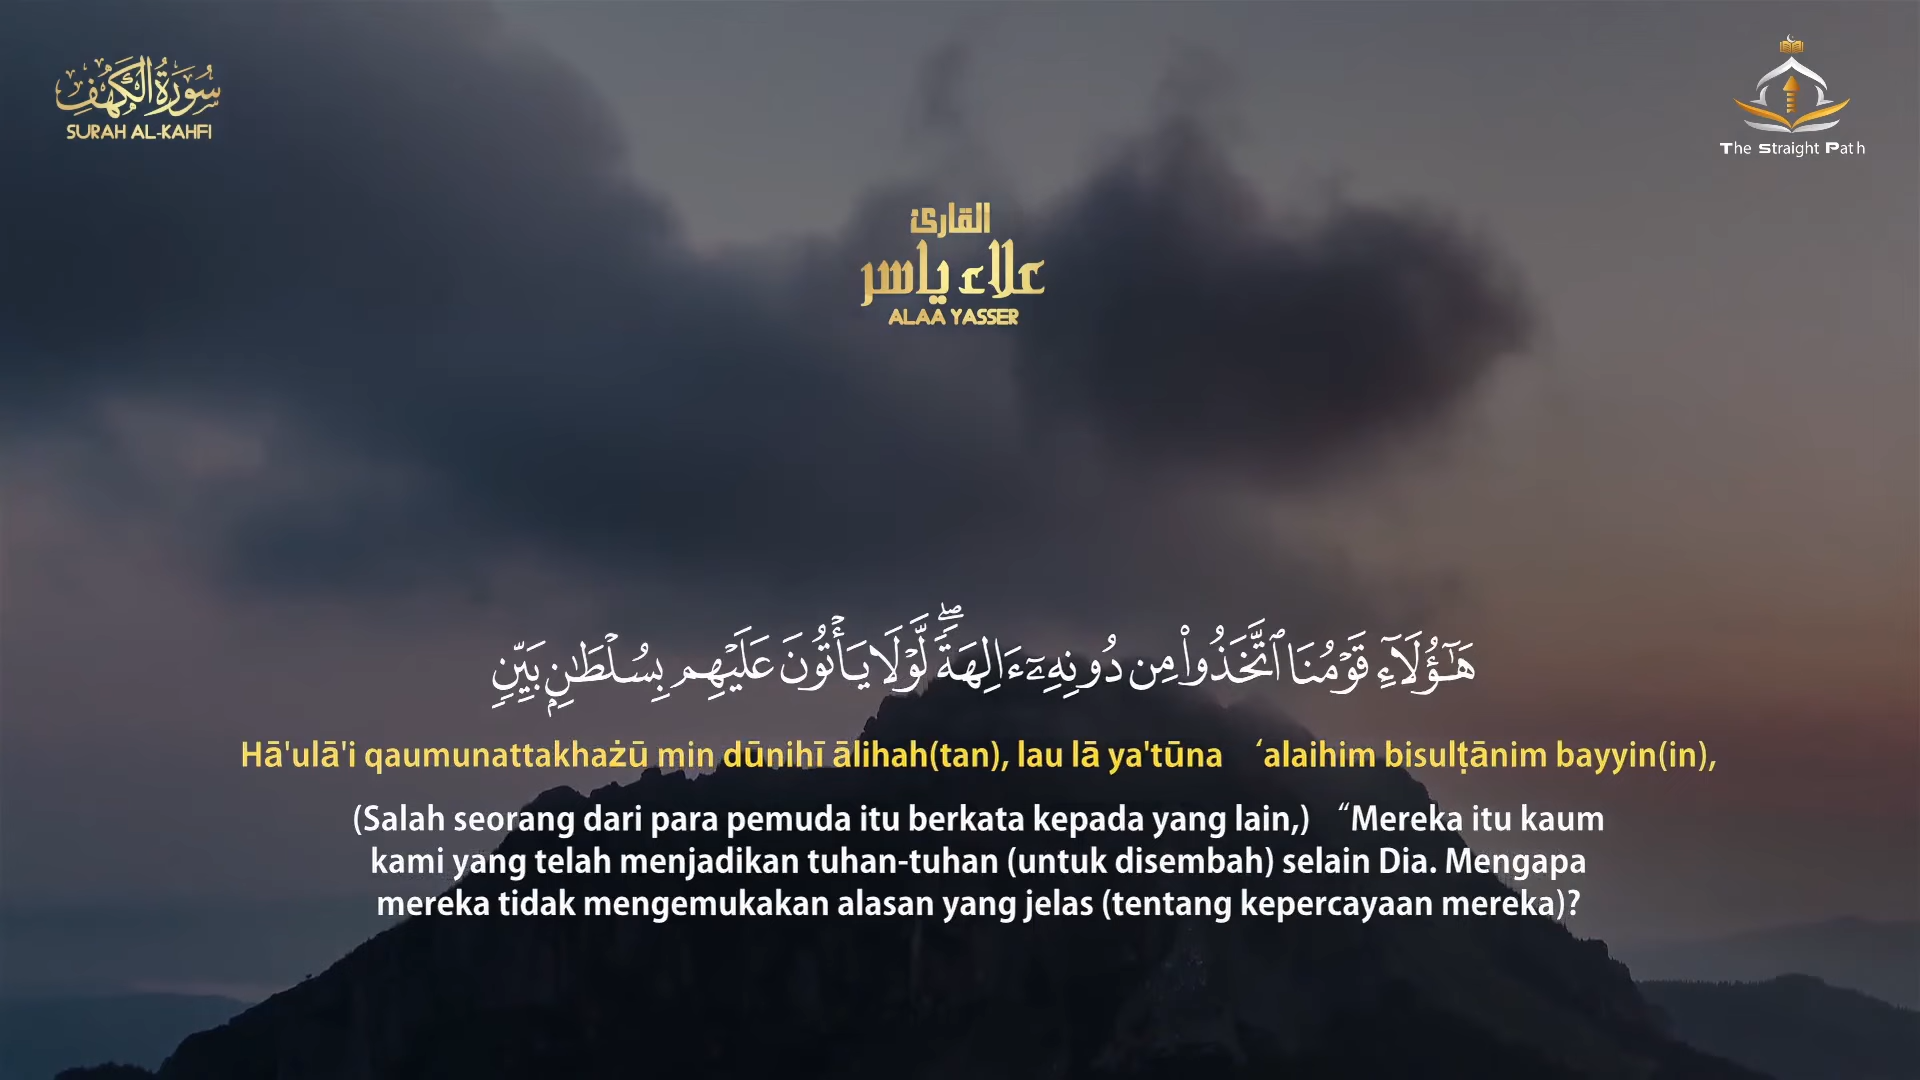 سُورَةُ الْكَهْفِ
SURAH AL-KAHFI
The Straight Path
القارئ
علاء ياسر
ALAA YASSER
هَٰٓؤُلَآءِ قَوْمُنَا ٱتَّخَذُوا۟ مِن دُونِهِۦٓ ءَالِهَةً ۖ لَّوْلَا يَأْتُونَ عَلَيْهِم بِسُلْطَٰنٍۭ بَيِّنٍ
Hā'ulā'i qaumunattakhażū min dūnihī ālihah(tan), lau lā ya'tūna ‘alaihim bisulṭānim bayyin(in),
(Salah seorang dari para pemuda itu berkata kepada yang lain,) “Mereka itu kaum
kami yang telah menjadikan tuhan-tuhan (untuk disembah) selain Dia. Mengapa
mereka tidak mengemukakan alasan yang jelas (tentang kepercayaan mereka)?